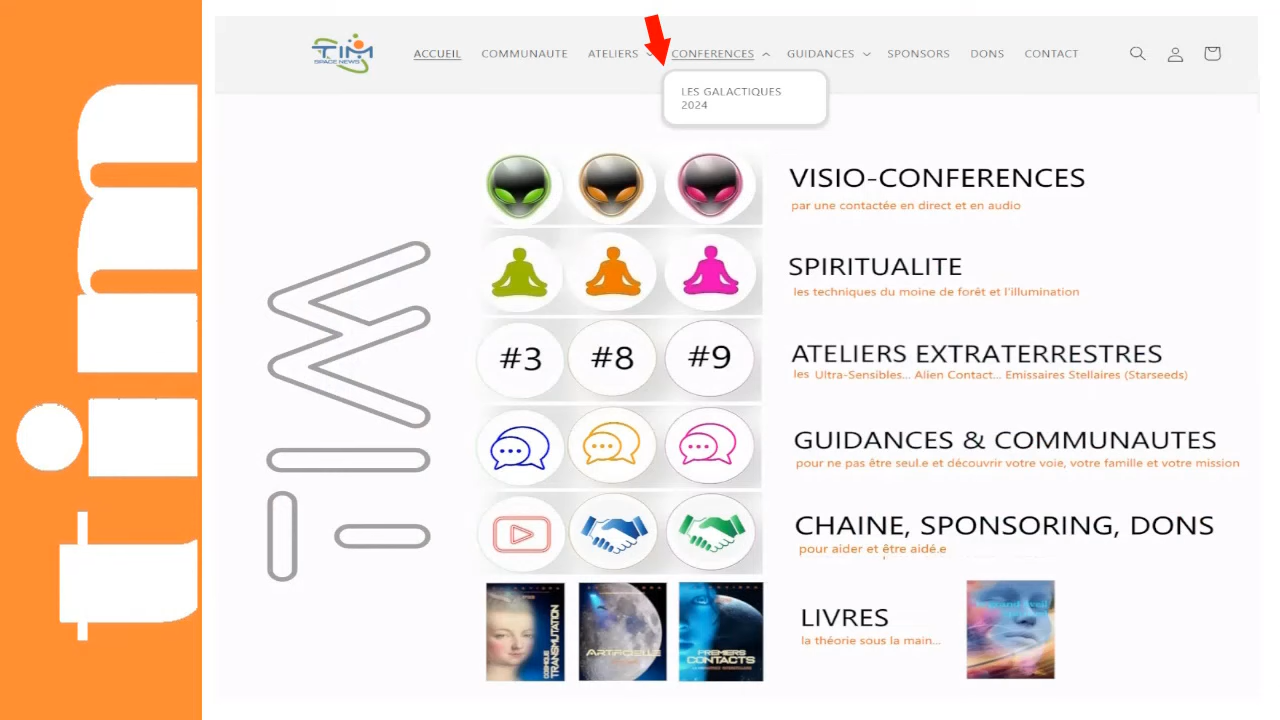 tim
TIM
SPACE NEWS
ACCUEIL COMMUNAUTE ATELIERS CONFERENCES GUIDANCES SPONSORS DONS CONTACT
LES GALACTIQUES
2024
VISIO-CONFERENCES
par une contactée en direct et en audio
SPIRITUALITE
les techniques du moine de forêt et l'illumination
#3 #8 #9
ATELIERS EXTRATERRESTRES
les Ultra-Sensibles... Alien Contact... Emissaires Stellaires (Starseeds)
GUIDANCES & COMMUNAUTES
pour ne pas être seul.e et découvrir votre voie, votre famille et votre mission
CHAINE, SPONSORING, DONS
pour aider et être aidé.e
COSMIQUE
TRANSMUTATION
ARTIFICIELLE
PREMIERS
CONTACTS
LIVRES
la théorie sous la main...